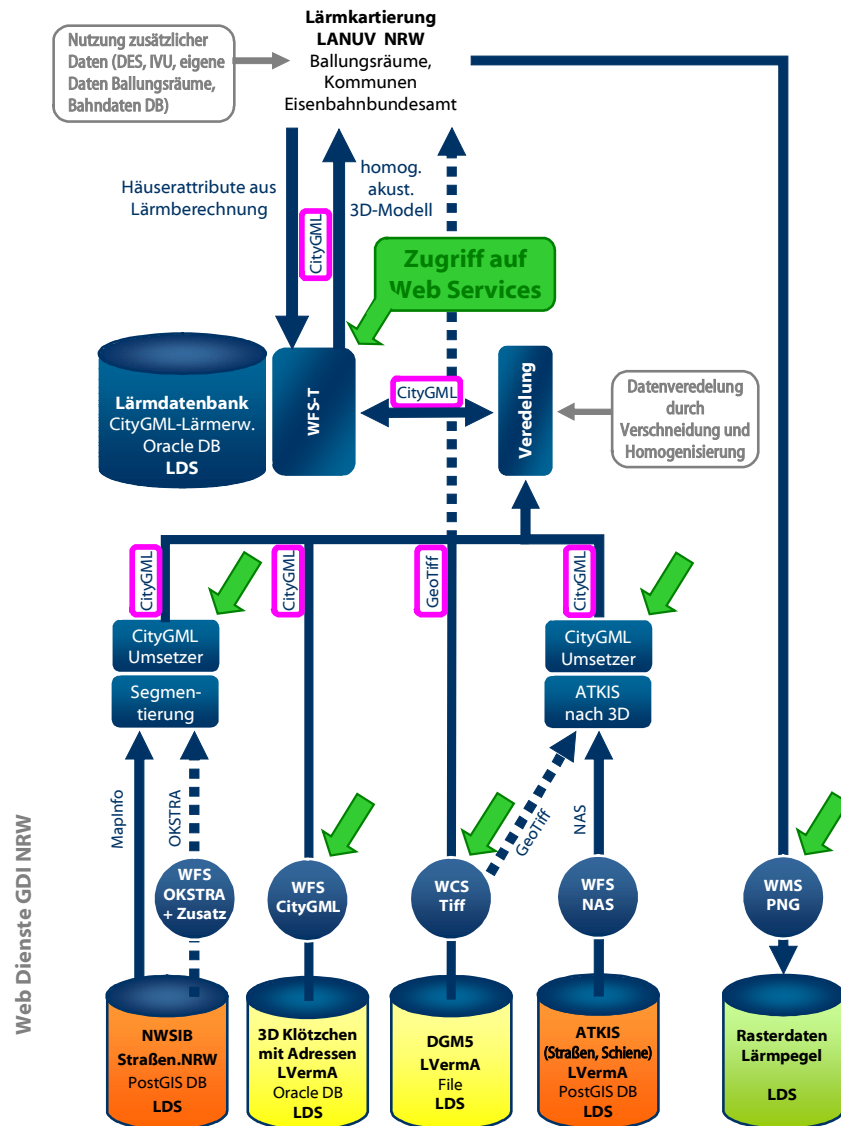 Lärmkartierung
LANUV NRW
Ballungsräume,
Kommunen
Eisenbahnbundesamt
Nutzung zusätzlicher
Daten (DES, IVU, eigene
Daten Ballungsräume,
Bahndaten DB)
Häuserattribute aus
Lärmberechnung
CityGML
homog.
akust.
3D-Modell
Zugriff auf
Web Services
Lärmdatenbank
CityGML-Lärmerw.
Oracle DB
LDS
WFS-T
CityGML
Veredelung
Datenveredelung
durch
Verschneidung und
Homogenisierung
CityGML
CityGML
GeoTiff
CityGML
CityGML
Umsetzer
Segmen-
tierung
CityGML
Umsetzer
ATKIS
nach 3D
MapInfo
OKSTRA
GeoTiff
NAS
Web Dienste GDI NRW
WFS
OKSTRA
+ Zusatz
WFS
CityGML
WCS
Tiff
WFS
NAS
WMS
PNG
NWSIB
Straßen.NRW
PostGIS DB
LDS
3D Klötzchen
mit Adressen
LVermA
Oracle DB
LDS
DGM5
LVermA
File
LDS
ATKIS
(Straßen, Schiene)
LVermA
PostGIS DB
LDS
Rasterdaten
Lärmpegel
LDS